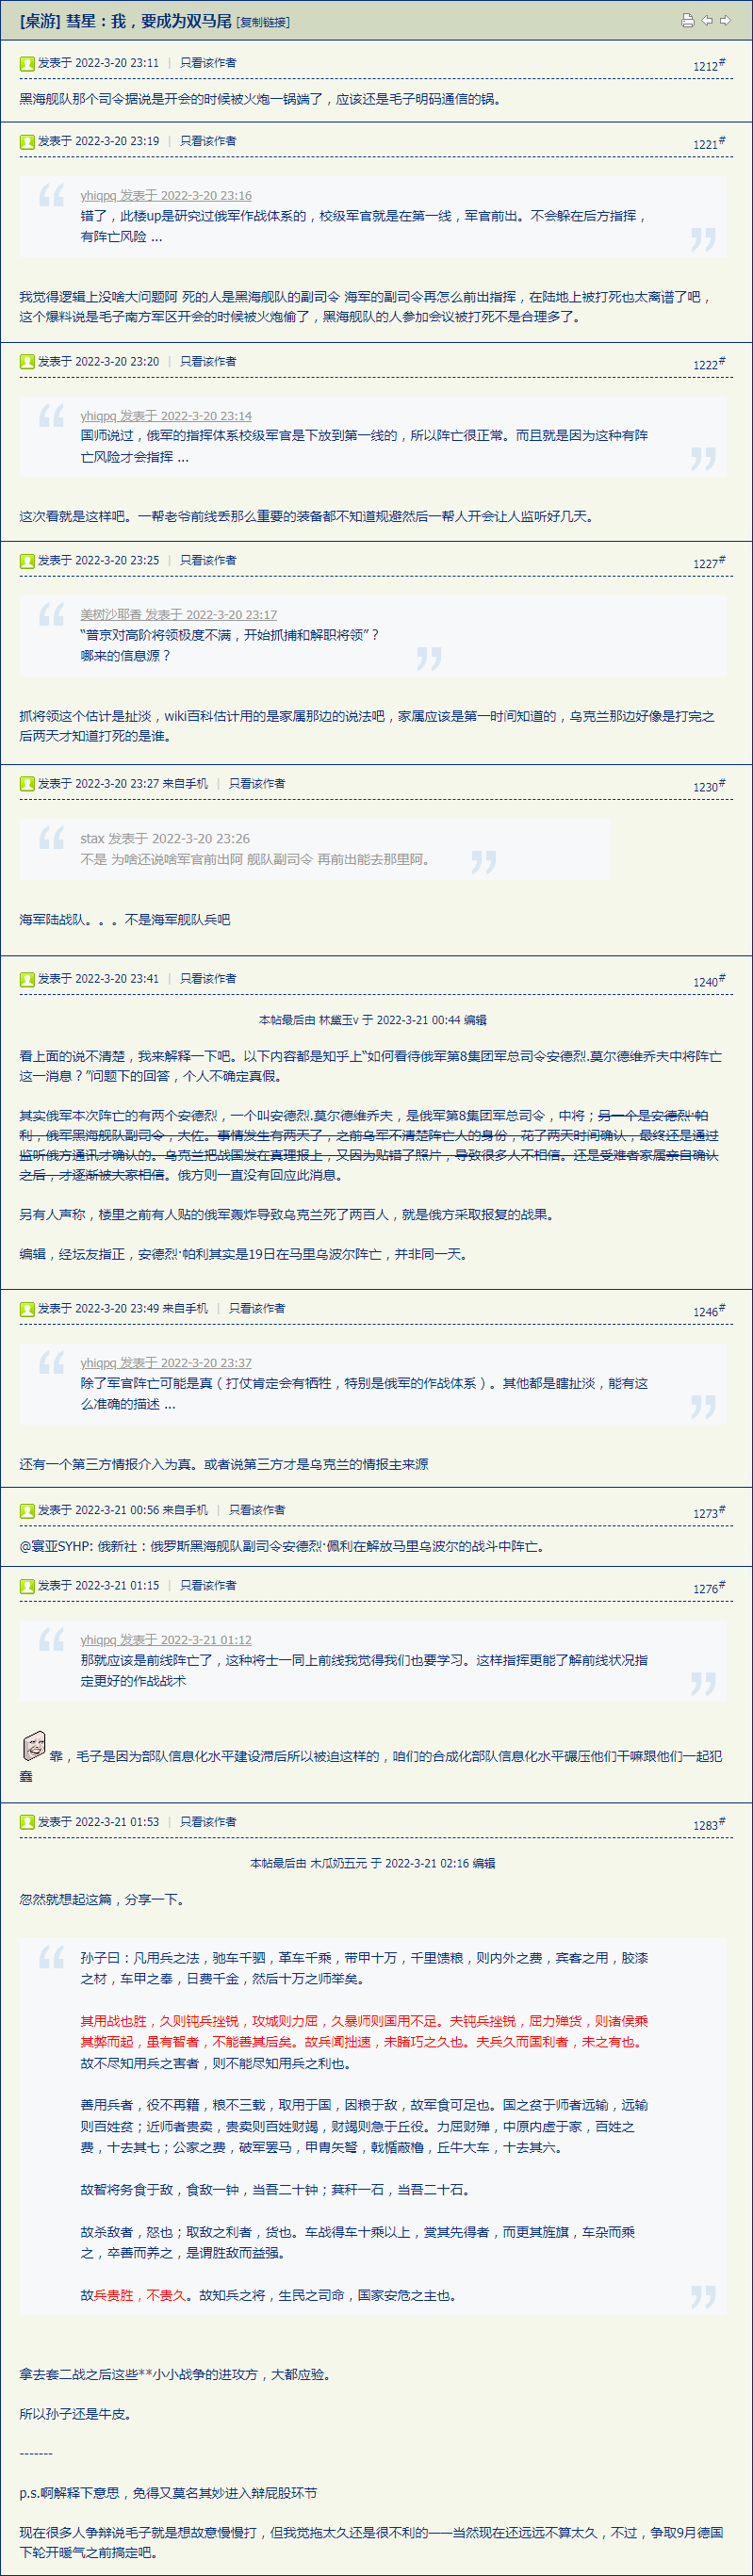 [桌游] 彗星：我，要成为双马尾 [复制链接]
发表于 2022-3-20 23:11 | 只看该作者 1212#
黑海舰队那个司令据说是开会的时候被火炮一锅端了，应该还是毛子明码通信的锅。
发表于 2022-3-20 23:19 | 只看该作者 1221#
yhiqpq 发表于 2022-3-20 23:16
错了，此楼up是研究过俄军作战体系的，校级军官就是在第一线，军官前出。不会躲在后方指挥，
有阵亡风险 ...
我觉得逻辑上没啥大问题阿 死的人是黑海舰队的副司令 海军的副司令再怎么前出指挥，在陆地上被打死也太离谱了吧，
这个爆料说是毛子南方军区开会的时候被火炮偷了，黑海舰队的人参加会议被打死不是合理多了。
发表于 2022-3-20 23:20 | 只看该作者 1222#
yhiqpq 发表于 2022-3-20 23:14
国师说过，俄军的指挥体系校级军官是下放到第一线的，所以阵亡很正常。而且就是因为这种有阵
亡风险才会指挥 ...
这次看就是这样吧。一帮老爷前线丢那么重要的装备都不知道规避然后一帮人开会让人监听好几天。
发表于 2022-3-20 23:25 | 只看该作者 1227#
美树沙耶香 发表于 2022-3-20 23:17
“普京对高阶将领极度不满，开始抓捕和解职将领”？
哪来的信息源？
抓将领这个估计是扯淡，wiki百科估计用的是家属那边的说法吧，家属应该是第一时间知道的，乌克兰那边好像是打完之
后两天才知道打死的是谁。
发表于 2022-3-20 23:27 来自手机 | 只看该作者 1230#
stax 发表于 2022-3-20 23:26
不是 为啥还说啥军官前出阿 舰队副司令 再前出能去那里阿。
海军陆战队。。。不是海军舰队兵吧
发表于 2022-3-20 23:41 | 只看该作者 1240#
本帖最后由 林黛玉v 于 2022-3-21 00:44 编辑
看上面的说不清楚，我来解释一下吧。以下内容都是知乎上“如何看待俄军第8集团军总司令安德烈.莫尔德维乔夫中将阵亡
这一消息？”问题下的回答，个人不确定真假。
其实俄军本次阵亡的有两个安德烈，一个叫安德烈.莫尔德维乔夫，是俄军第8集团军总司令，中将；另一个是安德烈·帕
利，俄军黑海舰队副司令，大佐。事情发生有两天了，之前乌军不清楚阵亡人的身份，花了两天时间确认，最终还是通过
监听俄方通讯才确认的。乌克兰把战国发在真理报上，又因为贴错了照片，导致很多人不相信。还是受难者家属亲自确认
之后，才逐渐被大家相信。俄方则一直没有回应此消息。
另有人声称，楼里之前有人贴的俄军轰炸导致乌克兰死了两百人，就是俄方采取报复的战果。
编辑，经坛友指正，安德烈·帕利其实是19日在马里乌波尔阵亡，并非同一天。
发表于 2022-3-20 23:49 来自手机 | 只看该作者 1246#
yhiqpq 发表于 2022-3-20 23:37
除了军官阵亡可能是真（打仗肯定会有牺牲，特别是俄军的作战体系）。其他都是瞎扯淡，能有这
么准确的描述 ...
还有一个第三方情报介入为真。或者说第三方才是乌克兰的情报主来源
发表于 2022-3-21 00:56 来自手机 | 只看该作者 1273#
@寰亚SYHP: 俄新社：俄罗斯黑海舰队副司令安德烈·佩利在解放马里乌波尔的战斗中阵亡。
发表于 2022-3-21 01:15 | 只看该作者 1276#
yhiqpq 发表于 2022-3-21 01:12
那就应该是前线阵亡了，这种将士一同上前线我觉得我们也要学习。这样指挥更能了解前线状况指
定更好的作战战术
靠，毛子是因为部队信息化水平建设滞后所以被迫这样的，咱们的合成化部队信息化水平碾压他们干嘛跟他们一起犯
蠢
发表于 2022-3-21 01:53 | 只看该作者 1283#
本帖最后由 木瓜奶五元 于 2022-3-21 02:16 编辑
忽然就想起这篇，分享一下。
孙子曰：凡用兵之法，驰车千驷，革车千乘，带甲十万，千里馈粮，则内外之费，宾客之用，胶漆
之材，车甲之奉，日费千金，然后十万之师举矣。
其用战也胜，久则钝兵挫锐，攻城则力屈，久暴师则国用不足。夫钝兵挫锐，屈力殚货，则诸侯乘
其弊而起，虽有智者，不能善其后矣。故兵闻拙速，未睹巧之久也。夫兵久而国利者，未之有也。
故不尽知用兵之害者，则不能尽知用兵之利也。
善用兵者，役不再籍，粮不三载，取用于国，因粮于敌，故军食可足也。国之贫于师者远输，远输
则百姓贫；近师者贵卖，贵卖则百姓财竭，财竭则急于丘役。力屈财殚，中原内虚于家，百姓之
费，十去其七；公家之费，破军罢马，甲胄矢弩，戟楯蔽橹，丘牛大车，十去其六。
故智将务食于敌，食敌一钟，当吾二十钟；萁秆一石，当吾二十石。
故杀敌者，怒也；取敌之利者，货也。车战得车十乘以上，赏其先得者，而更其旌旗，车杂而乘
之，卒善而养之，是谓胜敌而益强。
故兵贵胜，不贵久。故知兵之将，生民之司命，国家安危之主也。
拿去套二战之后这些**小小战争的进攻方，大都应验。
所以孙子还是牛皮。
-------
p.s.啊解释下意思，免得又莫名其妙进入辩屁股环节
现在很多人争辩说毛子就是想故意慢慢打，但我觉拖太久还是很不利的——当然现在还远远不算太久，不过，争取9月德国
下轮开暖气之前搞定吧。